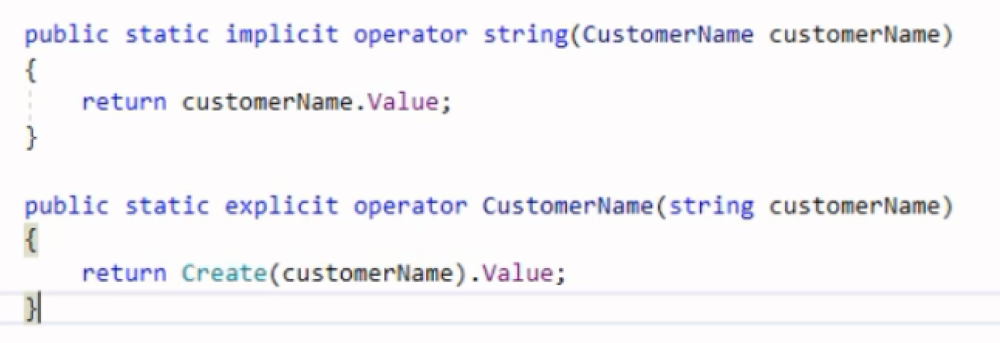 public static implicit operator string(CustomerName customerName)
{
    return customerName.Value;
}

public static explicit operator CustomerName(string customerName)
{
    return Create(customerName).Value;
}